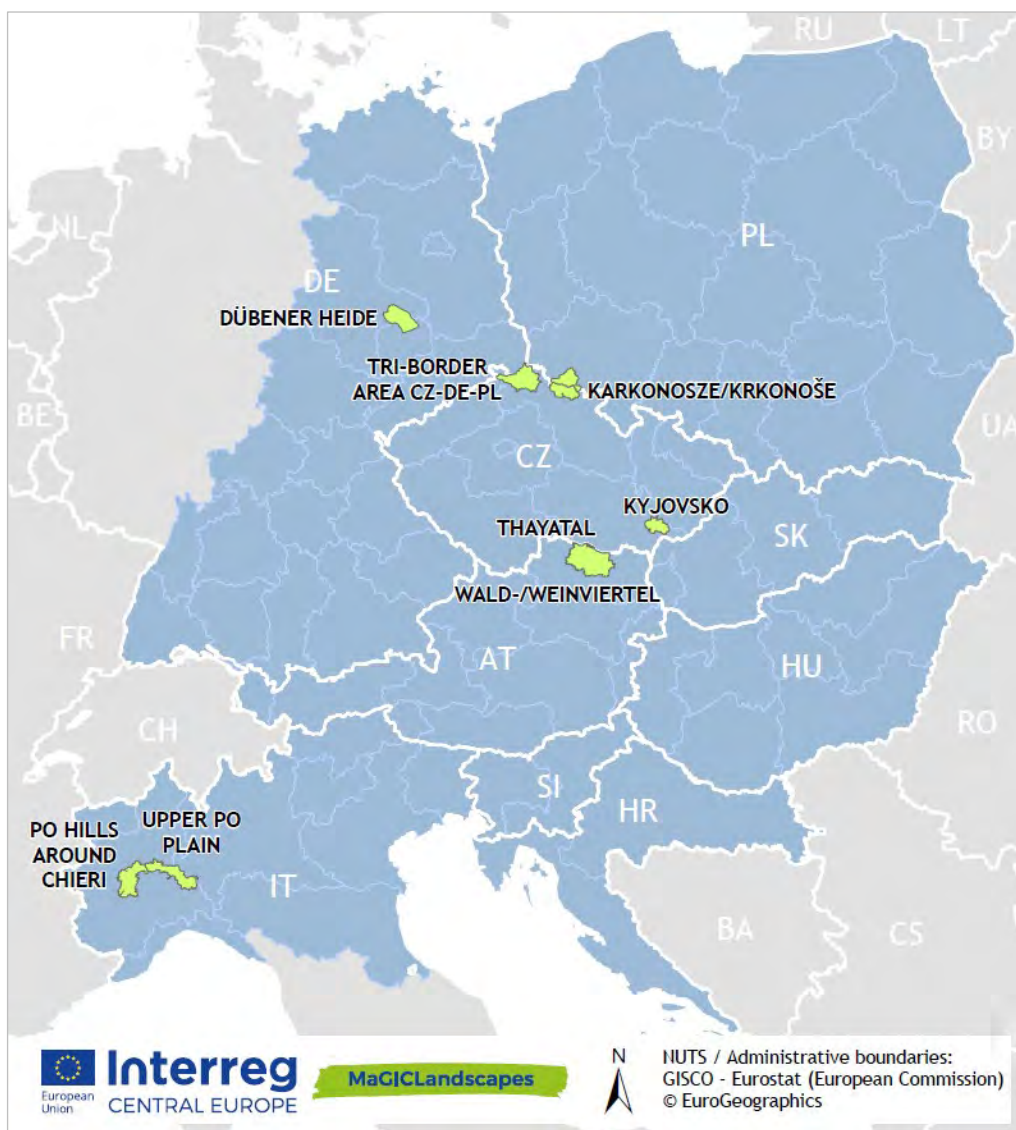 RU
LT
BY
NL
PL
DE
DÜBENER HEIDE
TRI-BORDER
AREA CZ-DE-PL
KARKONOSZE/KRKONOŠE
BE
UA
CZ
KYJOVSKO
THAYATAL
SK
WALD-/WEINVIERTEL
FR
AT
HU
CH
RO
SI
HR
PO HILLS
AROUND
CHIERI
UPPER PO
PLAIN
IT
BA
CS
European
Union
Interreg
CENTRAL EUROPE
MaGICLandscapes
N
NUTS / Administrative boundaries:
GISCO - Eurostat (European Commission)
© EuroGeographics